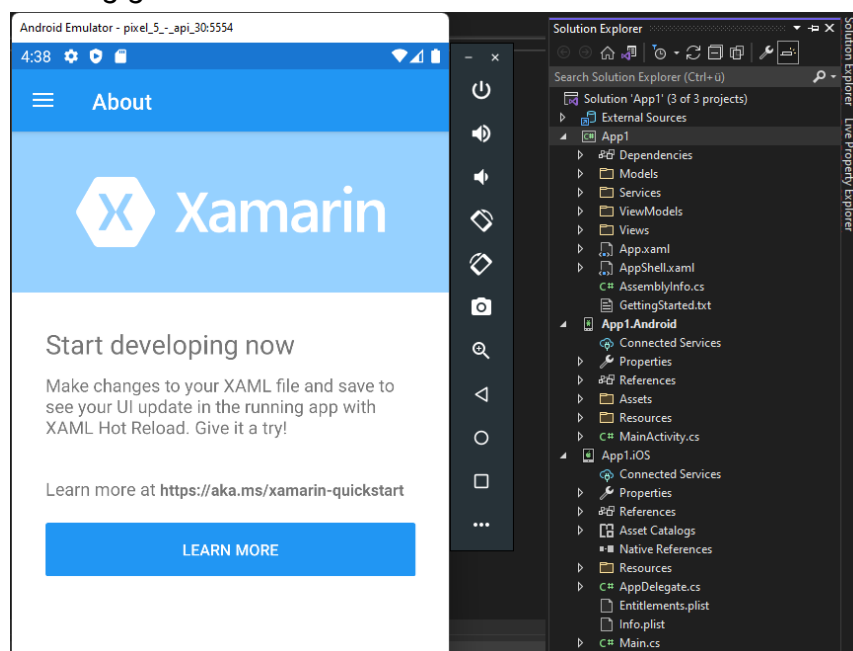 Android Emulator - pixel_5_-_api_30:5554
4:38
About
Xamarin
Start developing now
Make changes to your XAML file and save to
see your UI update in the running app with
XAML Hot Reload. Give it a try!
Learn more at https://aka.ms/xamarin-quickstart
LEARN MORE
Solution Explorer
Search Solution Explorer (Ctrl+ü)
Solution 'App1' (3 of 3 projects)
External Sources
C# App1
Dependencies
Models
Services
ViewModels
Views
App.xaml
AppShell.xaml
C# AssemblyInfo.cs
GettingStarted.txt
App1.Android
Connected Services
Properties
References
Assets
Resources
C# MainActivity.cs
App1.iOS
Connected Services
Properties
References
Asset Catalogs
Native References
Resources
C# AppDelegate.cs
Entitlements.plist
Info.plist
C# Main.cs
Solution Explorer
Live Property Explorer